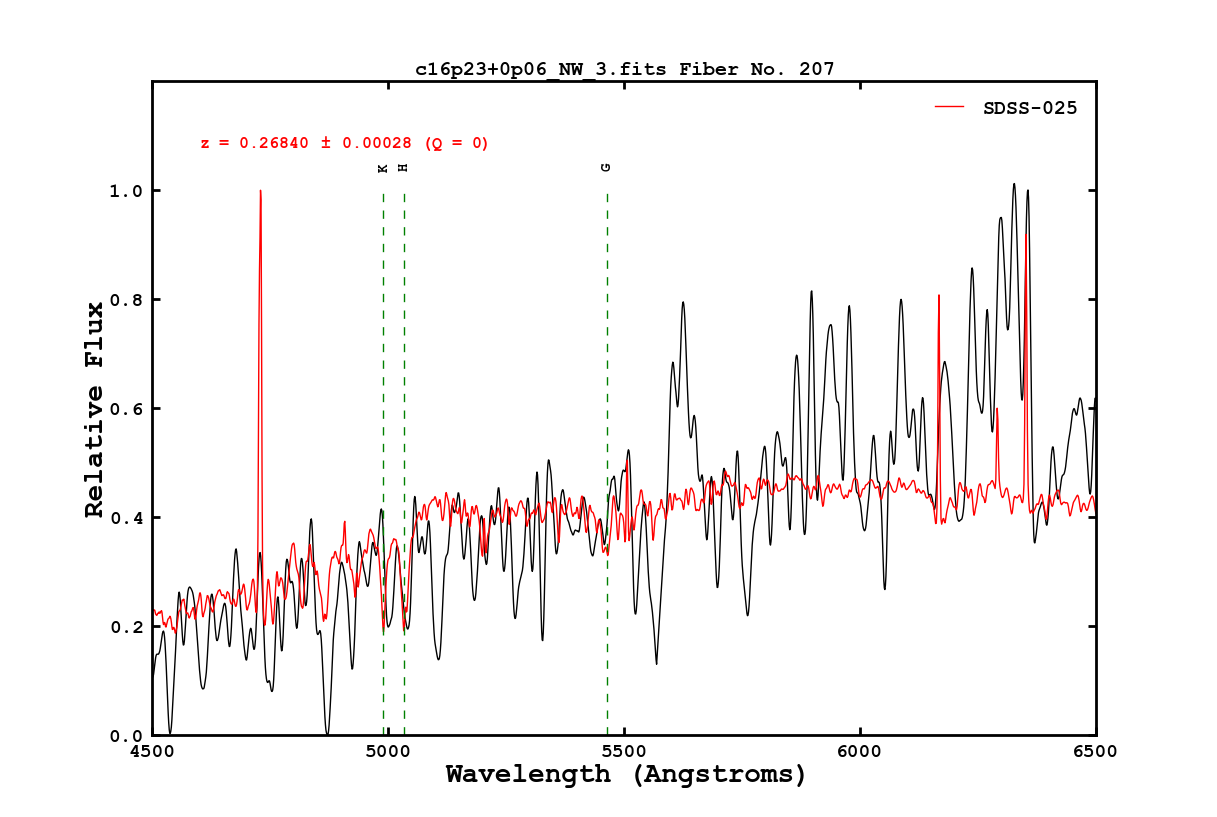 c16p23+0p06_NW_3.fits Fiber No. 207
SDSS-025
z = 0.26840 ± 0.00028 (Q = 0)
K H G
1.0
0.8
0.6
0.4
0.2
0.0
Relative Flux
4500 5000 5500 6000 6500
Wavelength (Angstroms)